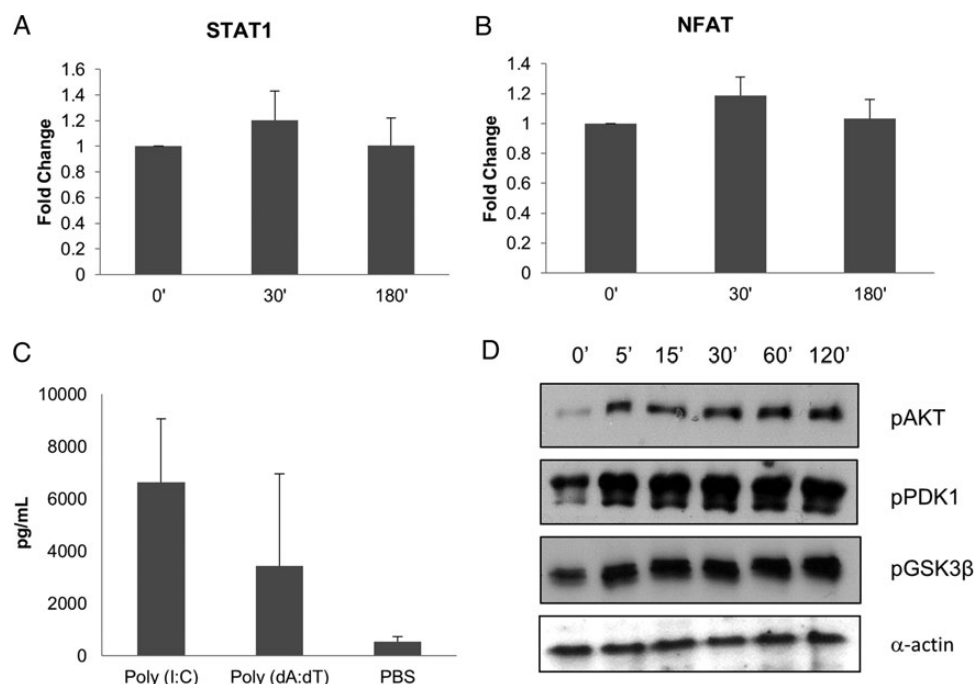 A
STAT1
Fold Change
1.6
1.4
1.2
1
0.8
0.6
0.4
0.2
0
0'
30'
180'
B
NFAT
Fold Change
1.4
1.2
1
0.8
0.6
0.4
0.2
0
0'
30'
180'
C
pg/mL
10000
8000
6000
4000
2000
0
Poly (I:C)
Poly (dA:dT)
PBS
D
0’ 5’ 15’ 30’ 60’ 120’
pAKT
pPDK1
pGSK3β
α-actin